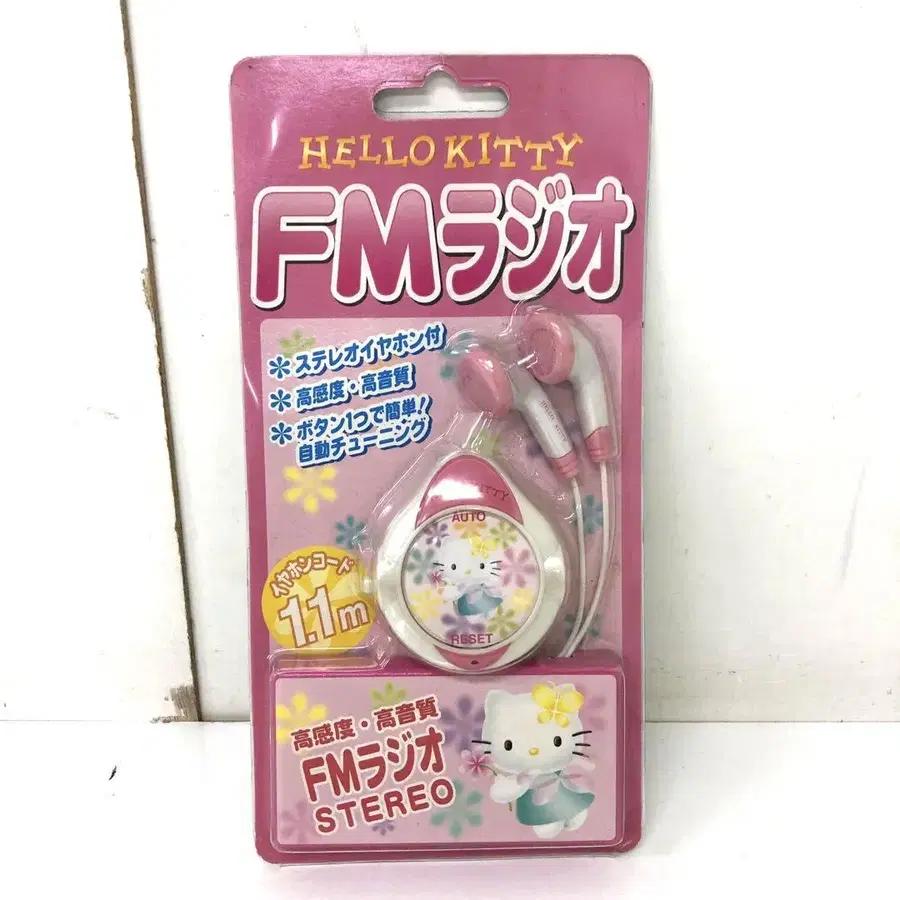 HELLO KITTY
FMラジオ
ステレオイヤホン付
高感度・高音質
ボタン1つで簡単!
自動チューニング
HELLO KITTY
KITTY
AUTO
RESET
イヤホンコード
1.1m
高感度・高音質
FMラジオ
STEREO